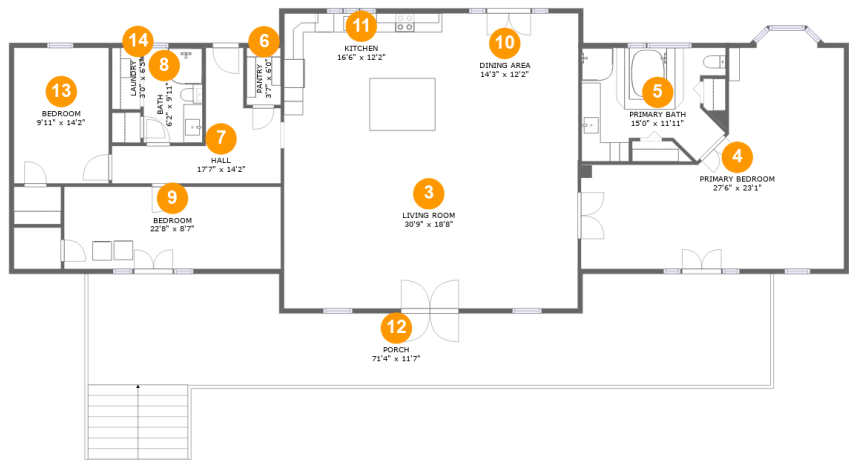 11
KITCHEN
16'6" x 12'2"
10
DINING AREA
14'3" x 12'2"
14
LAUNDRY
3'0" x 6'5"
8
BATH
6'2" x 9'11"
6
PANTRY
3'7" x 6'0"
13
BEDROOM
9'11" x 14'2"
5
PRIMARY BATH
15'0" x 11'11"
7
HALL
17'7" x 14'2"
4
PRIMARY BEDROOM
27'6" x 23'1"
3
LIVING ROOM
30'9" x 18'8"
9
BEDROOM
22'8" x 8'7"
12
PORCH
71'4" x 11'7"